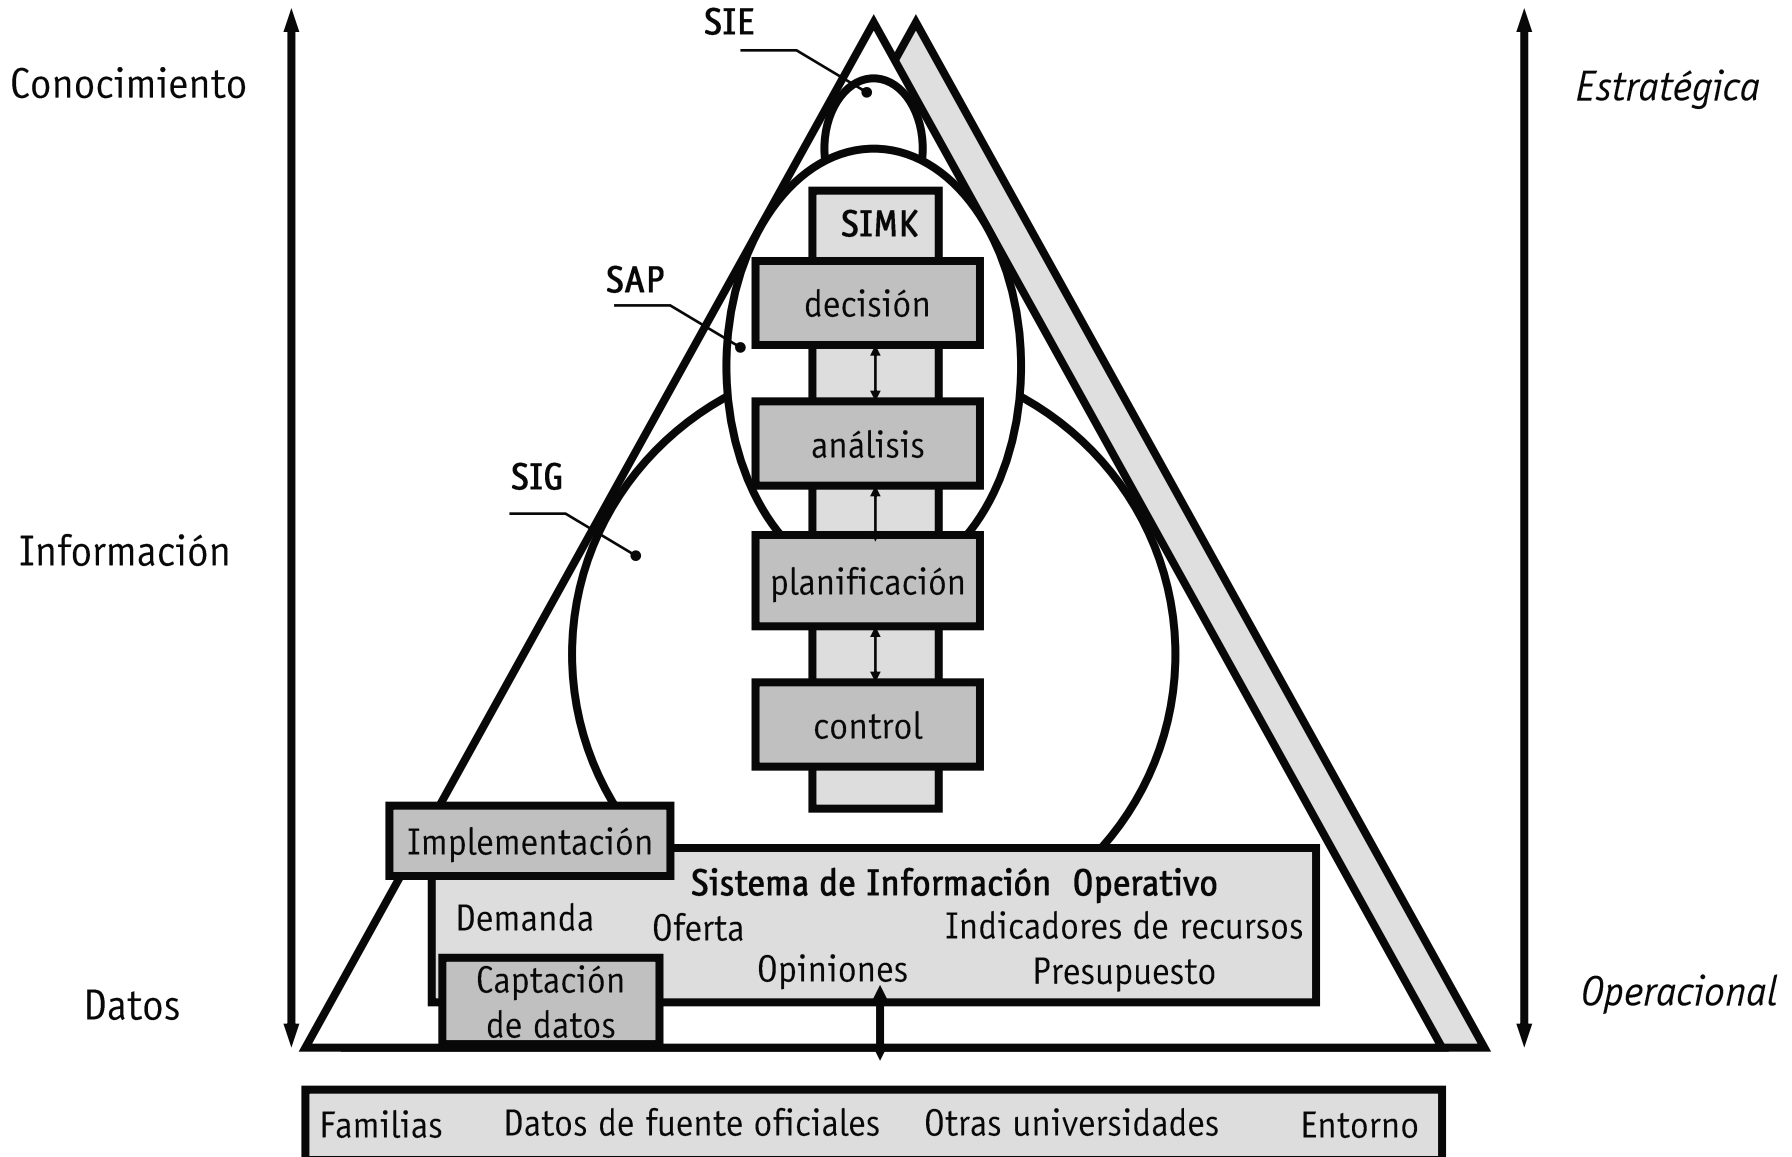 SIE
Conocimiento
Estratégica
SIMK
SAP
decisión
análisis
SIG
Información
planificación
control
Implementación
Sistema de Información Operativo
Demanda
Oferta
Indicadores de recursos
Opiniones
Presupuesto
Captación
de datos
Datos
Operacional
Familias
Datos de fuente oficiales
Otras universidades
Entorno